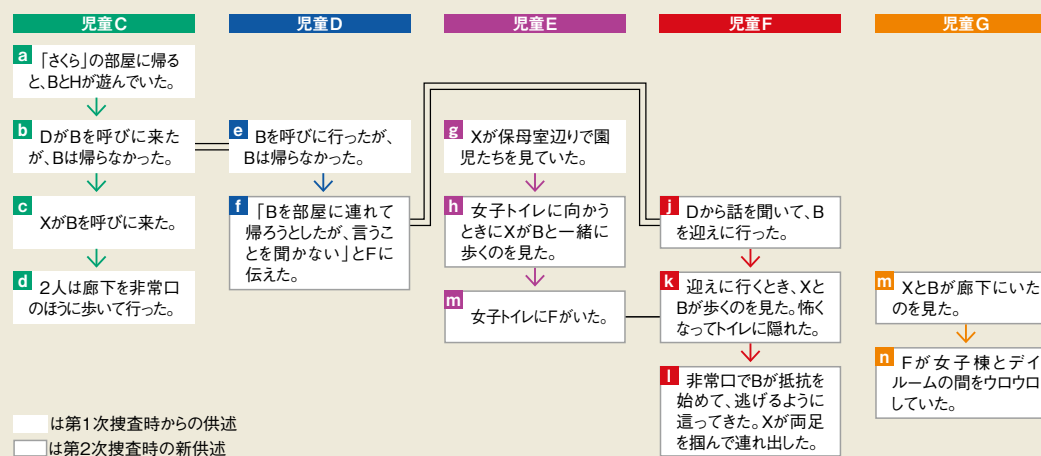 児童C
a 「さくら」の部屋に帰る
と、BとHが遊んでいた。
b DがBを呼びに来た
が、Bは帰らなかった。
c
XがBを呼びに来た。
d 2人は廊下を非常口
のほうに歩いて行った。
児童D
e Bを呼びに行ったが、
Bは帰らなかった。
f 「Bを部屋に連れて
帰ろうとしたが、言うこ
とを聞かない」とFに
伝えた。
児童E
g Xが保母室辺りで園
児たちを見ていた。
h 女子トイレに向かう
ときにXがBと一緒に
歩くのを見た。
m
女子トイレにFがいた。
児童F
j Dから話を聞いて、B
を迎えに行った。
k 迎えに行くとき、Xと
Bが歩くのを見た。怖く
なってトイレに隠れた。
l 非常口でBが抵抗を
始めて、逃げるように
這ってきた。Xが両足
を掴んで連れ出した。
児童G
m XとBが廊下にいた
のを見た。
n Fが女子棟とデイ
ルームの間をウロウロ
していた。
は第1次捜査時からの供述
は第2次捜査時の新供述